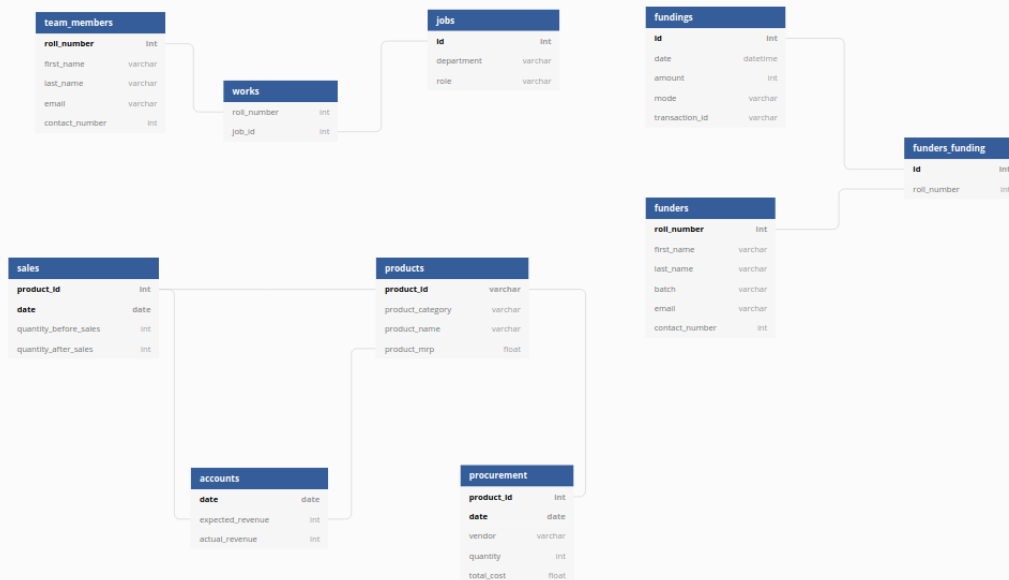 team_members
roll_number int
first_name varchar
last_name varchar
email varchar
contact_number int
works
roll_number int
job_id int
jobs
id int
department varchar
role varchar
fundings
id int
date datetime
amount int
mode varchar
transaction_id varchar
funders_funding
id int
roll_number int
funders
roll_number int
first_name varchar
last_name varchar
batch varchar
email varchar
contact_number int
sales
product_id int
date date
quantity_before_sales int
quantity_after_sales int
products
product_id varchar
product_category varchar
product_name varchar
product_mrp float
accounts
date date
expected_revenue int
actual_revenue int
procurement
product_id int
date date
vendor varchar
quantity int
total_cost float